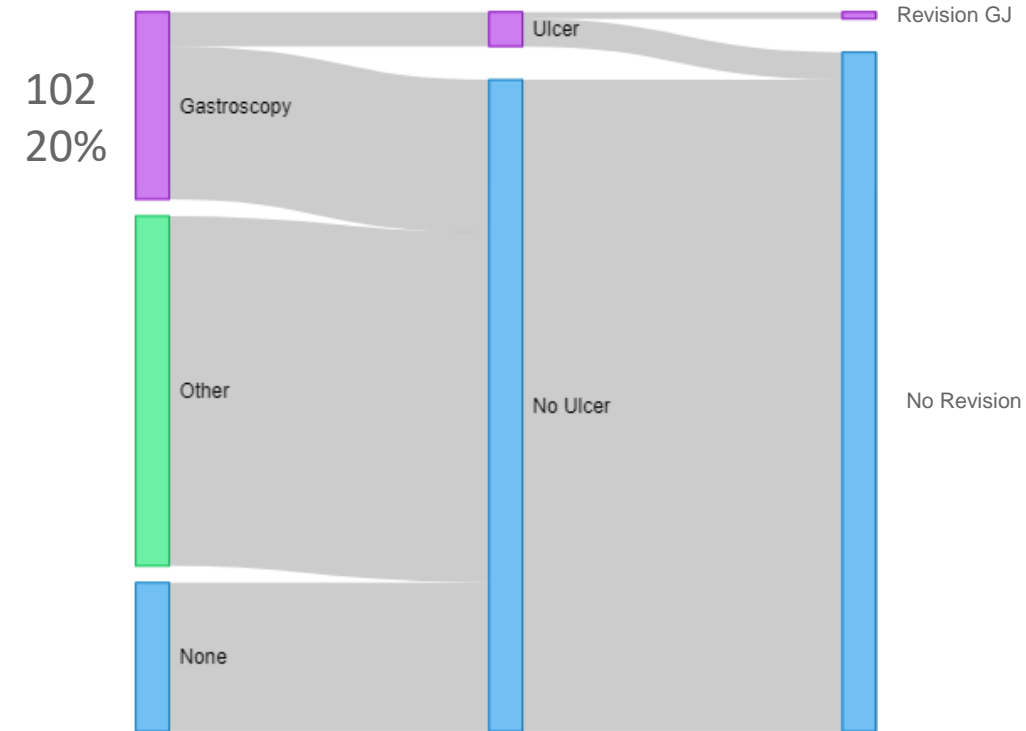 Revision GJ
Ulcer
102
20%
Gastroscopy
Other
No Ulcer
No Revision
None